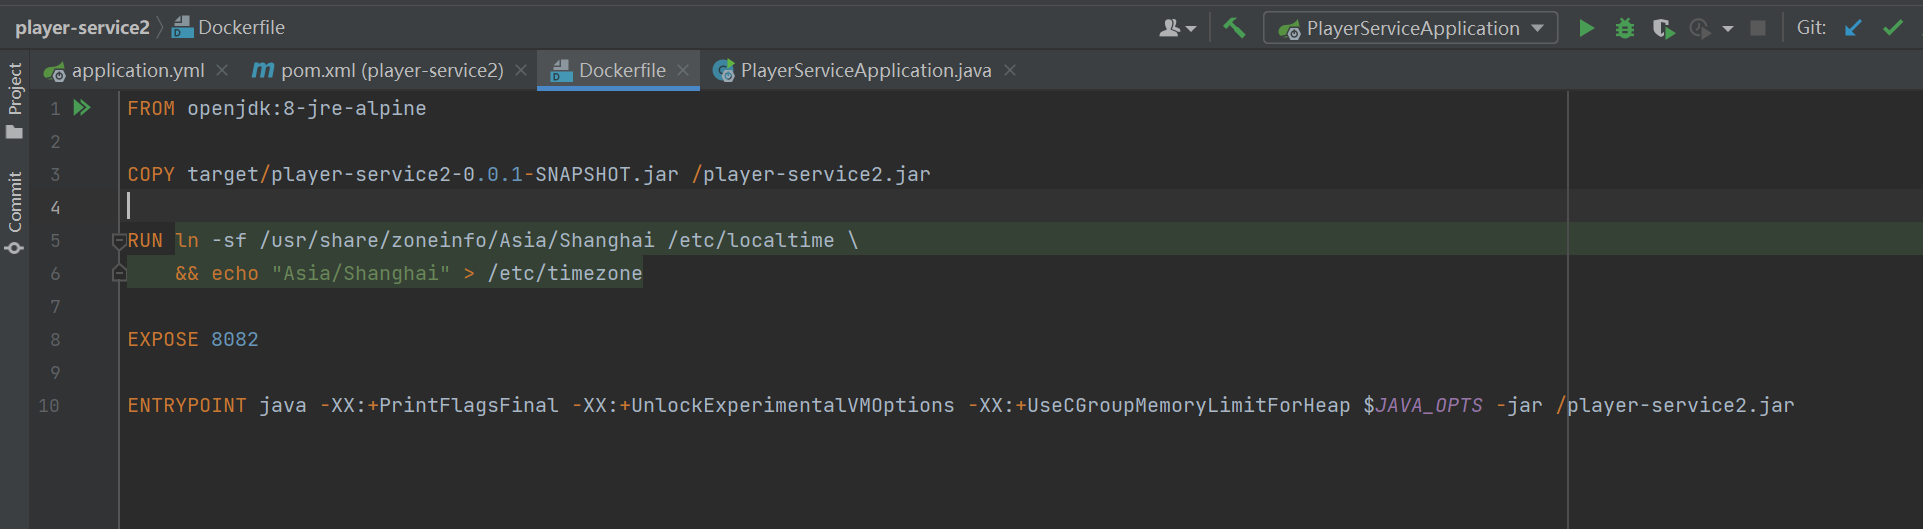 player-service2 Dockerfile PlayerServiceApplication Git:
application.yml pom.xml (player-service2) Dockerfile PlayerServiceApplication.java
Project
Commit
1 FROM openjdk:8-jre-alpine
2
3 COPY target/player-service2-0.0.1-SNAPSHOT.jar /player-service2.jar
4
5 RUN ln -sf /usr/share/zoneinfo/Asia/Shanghai /etc/localtime \
6 && echo "Asia/Shanghai" > /etc/timezone
7
8 EXPOSE 8082
9
10 ENTRYPOINT java -XX:+PrintFlagsFinal -XX:+UnlockExperimentalVMOptions -XX:+UseCGroupMemoryLimitForHeap $JAVA_OPTS -jar /player-service2.jar